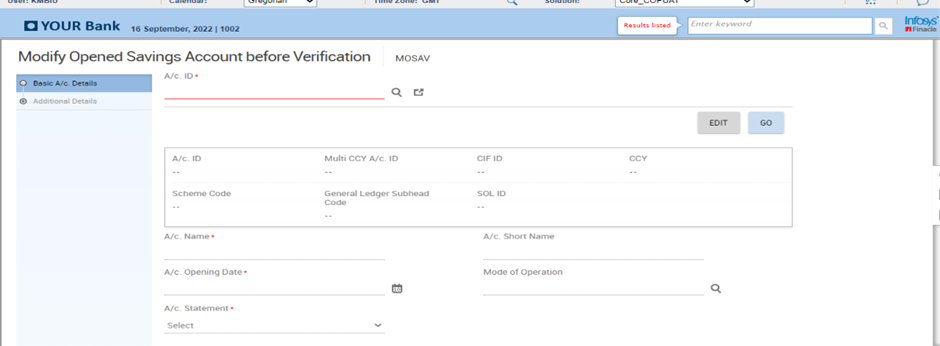 User: KMBIO Calendar: Gregorian Time Zone: GMT Solution:
YOUR Bank 16 September, 2022 | 1002 Results listed Enter keyword Infosys Finacle
Modify Opened Savings Account before Verification MOSAV
Basic A/c. Details
Additional Details
A/c. ID *
EDIT GO
A/c. ID Multi CCY A/c. ID CIF ID CCY
-- -- -- --
Scheme Code General Ledger Subhead Code SOL ID
-- -- --
A/c. Name * A/c. Short Name
A/c. Opening Date * Mode of Operation
A/c. Statement *
Select